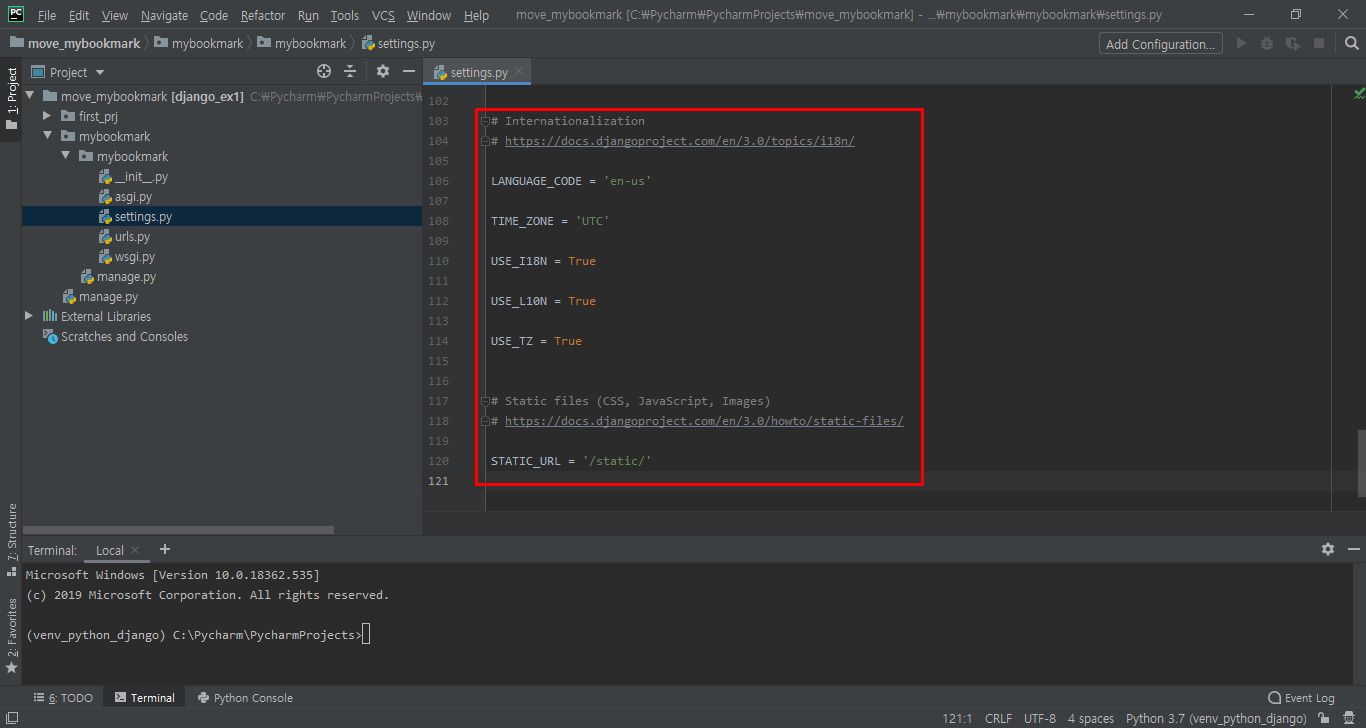 PC File Edit View Navigate Code Refactor Run Tools VCS Window Help move_mybookmark [C:₩Pycharm₩PycharmProjects₩move_mybookmark] - ...₩mybookmark₩mybookmark₩settings.py
move_mybookmark mybookmark mybookmark settings.py Add Configuration...
1: Project
Project
settings.py
move_mybookmark [django_ex1] C:₩Pycharm₩PycharmProjects₩
first_prj
mybookmark
mybookmark
__init__.py
asgi.py
settings.py
urls.py
wsgi.py
manage.py
manage.py
External Libraries
Scratches and Consoles
102
103 # Internationalization
104 # https://docs.djangoproject.com/en/3.0/topics/i18n/
105
106 LANGUAGE_CODE = 'en-us'
107
108 TIME_ZONE = 'UTC'
109
110 USE_I18N = True
111
112 USE_L10N = True
113
114 USE_TZ = True
115
116
117 # Static files (CSS, JavaScript, Images)
118 # https://docs.djangoproject.com/en/3.0/howto/static-files/
119
120 STATIC_URL = '/static/'
121
7: Structure
2: Favorites
Terminal: Local
Microsoft Windows [Version 10.0.18362.535]
(c) 2019 Microsoft Corporation. All rights reserved.
(venv_python_django) C:\Pycharm\PycharmProjects>
6: TODO Terminal Python Console Event Log
121:1 CRLF UTF-8 4 spaces Python 3.7 (venv_python_django)